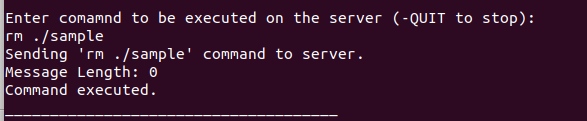 Enter comamnd to be executed on the server (-QUIT to stop):
rm ./sample
Sending 'rm ./sample' command to server.
Message Length: 0
Command executed.
_____________________________________